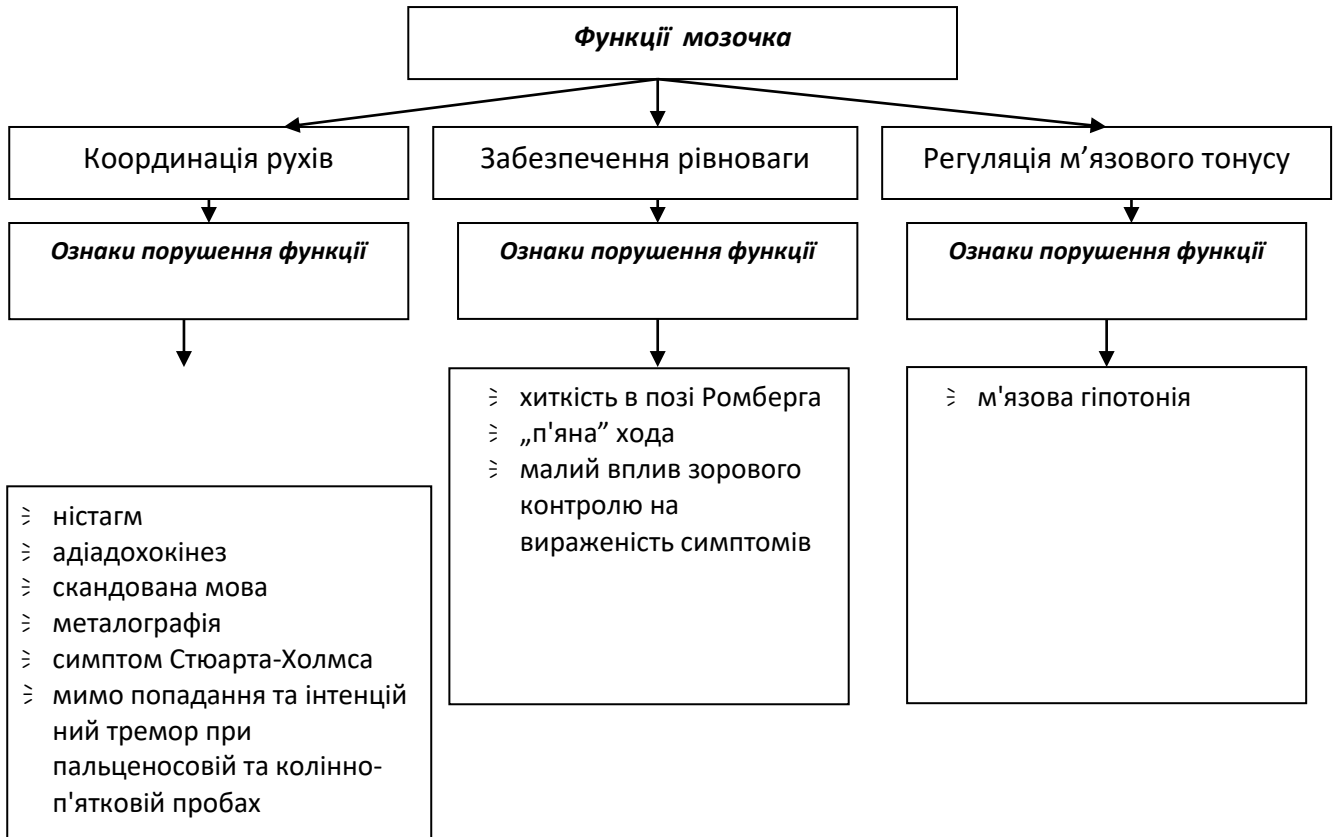 Функції мозочка
Координація рухів
Забезпечення рівноваги
Регуляція м’язового тонусу
Ознаки порушення функції
Ознаки порушення функції
Ознаки порушення функції
хиткість в позі Ромберга
„п'яна” хода
малий вплив зорового
контролю на
вираженість симптомів
м'язова гіпотонія
ністагм
адіадохокінез
скандована мова
металографія
симптом Стюарта-Холмса
мимо попадання та інтенцій
ний тремор при
пальценосовій та колінно-
п'ятковій пробах